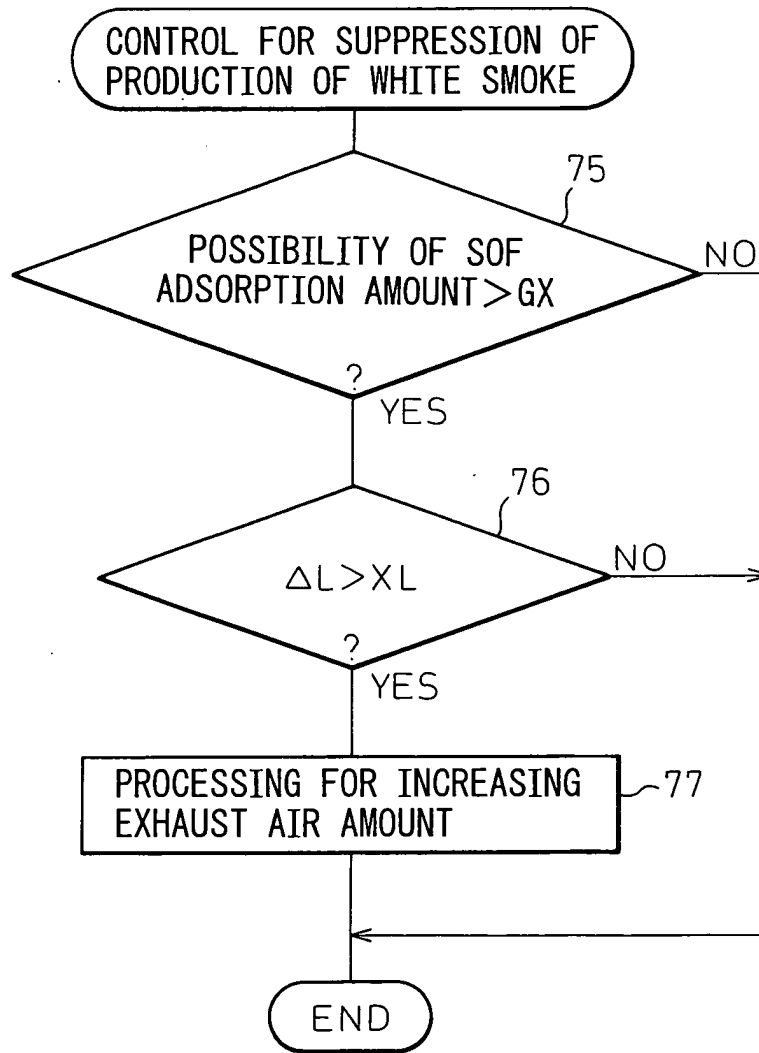 CONTROL FOR SUPPRESSION OF
PRODUCTION OF WHITE SMOKE
75
POSSIBILITY OF SOF
ADSORPTION AMOUNT>GX
?
NO
YES
76
ΔL>XL
?
NO
YES
PROCESSING FOR INCREASING
EXHAUST AIR AMOUNT
77
END